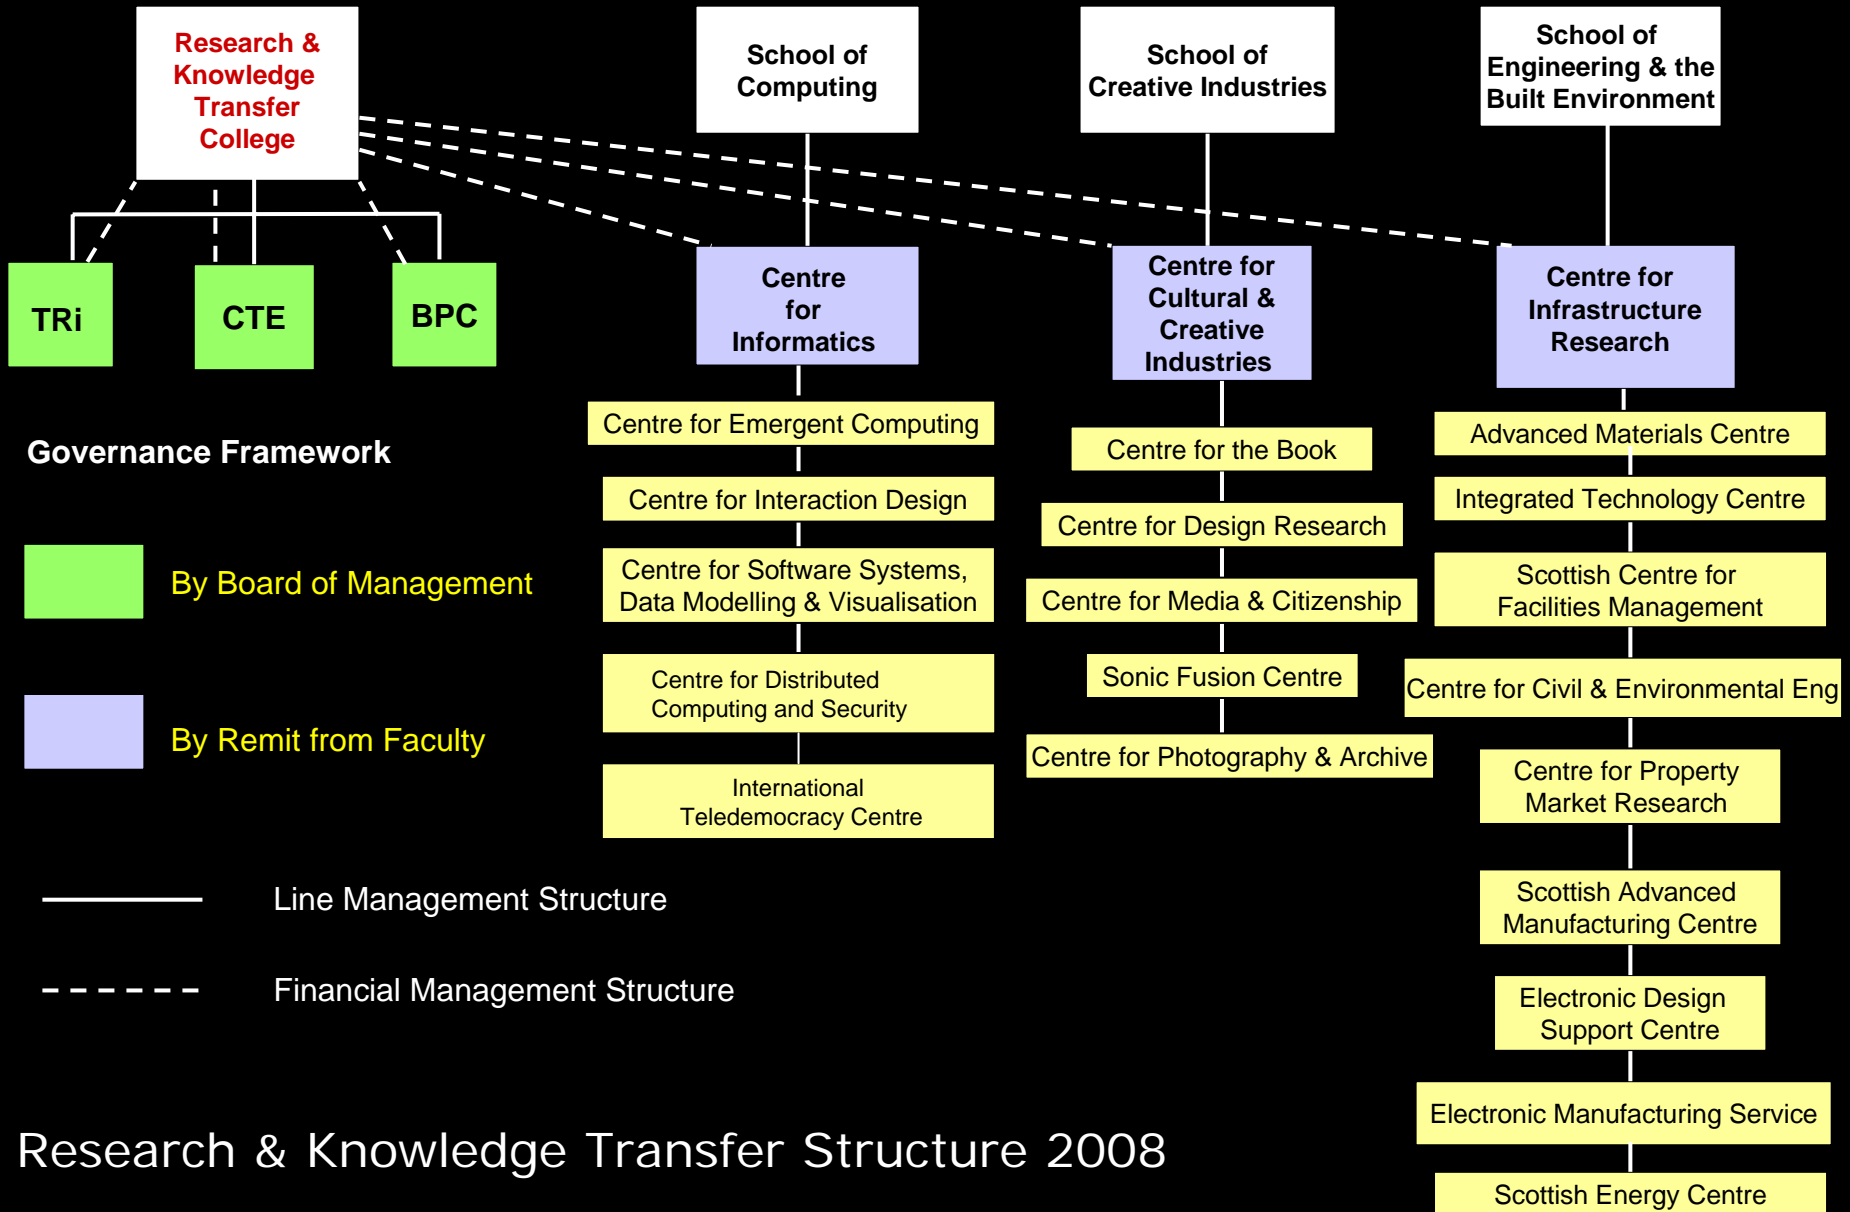 Research &
Knowledge
Transfer
College
School of
Computing
School of
Creative Industries
School of
Engineering & the
Built Environment
TRi
CTE
BPC
Centre
for
Informatics
Centre for
Cultural &
Creative
Industries
Centre for
Infrastructure
Research
Governance Framework
By Board of Management
By Remit from Faculty
Line Management Structure
Financial Management Structure
Centre for Emergent Computing
Centre for Interaction Design
Centre for Software Systems,
Data Modelling & Visualisation
Centre for Distributed
Computing and Security
International
Teledemocracy Centre
Centre for the Book
Centre for Design Research
Centre for Media & Citizenship
Sonic Fusion Centre
Centre for Photography & Archive
Advanced Materials Centre
Integrated Technology Centre
Scottish Centre for
Facilities Management
Centre for Civil & Environmental Eng
Centre for Property
Market Research
Scottish Advanced
Manufacturing Centre
Electronic Design
Support Centre
Electronic Manufacturing Service
Scottish Energy Centre
Research & Knowledge Transfer Structure 2008